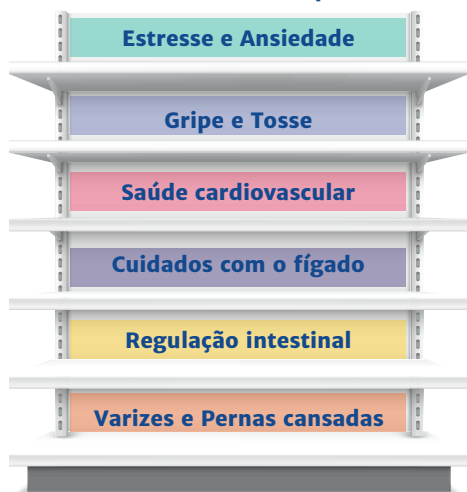 Estresse e Ansiedade
Gripe e Tosse
Saúde cardiovascular
Cuidados com o fígado
Regulação intestinal
Varizes e Pernas cansadas